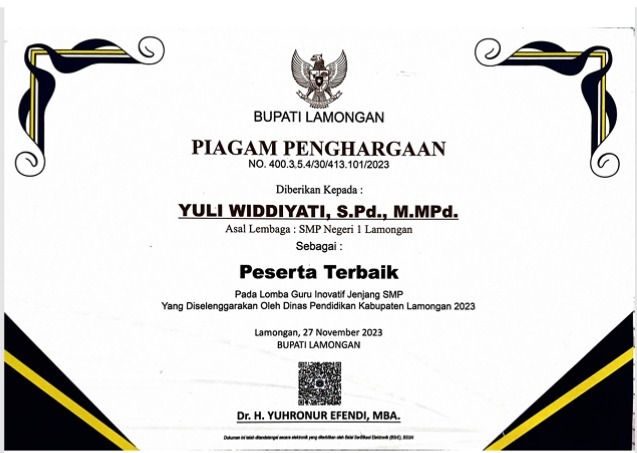 BUPATI LAMONGAN
PIAGAM PENGHARGAAN
NO. 400.3.5.4/30/413.101/2023
Diberikan Kepada :
YULI WIDDIYATI, S.Pd., M.MPd.
Asal Lembaga : SMP Negeri 1 Lamongan
Sebagai :
Peserta Terbaik
Pada Lomba Guru Inovatif Jenjang SMP
Yang Diselenggarakan Oleh Dinas Pendidikan Kabupaten Lamongan 2023
Lamongan, 27 November 2023
BUPATI LAMONGAN
Dr. H. YUHRONUR EFENDI, MBA.
Dokumen ini telah ditandatangani secara elektronik yang diterbitkan oleh Balai Sertifikasi Elektronik (BSrE), BSSN